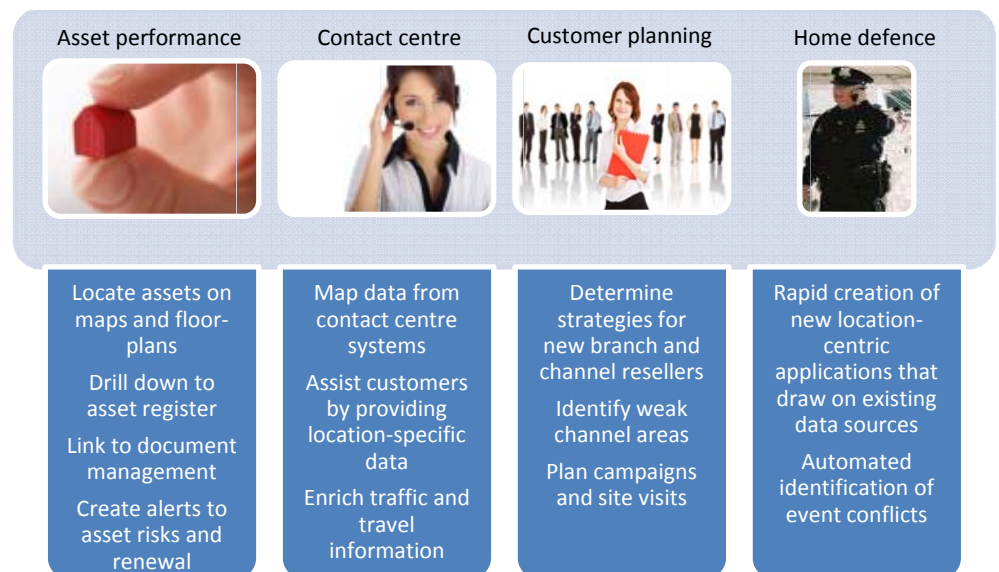 Asset performance
Contact centre
Customer planning
Home defence
Locate assets on
maps and floor-
plans
Drill down to
asset register
Link to document
management
Create alerts to
asset risks and
renewal
Map data from
contact centre
systems
Assist customers
by providing
location-specific
data
Enrich traffic and
travel
information
Determine
strategies for
new branch and
channel resellers
Identify weak
channel areas
Plan campaigns
and site visits
Rapid creation of
new location-
centric
applications that
draw on existing
data sources
Automated
identification of
event conflicts